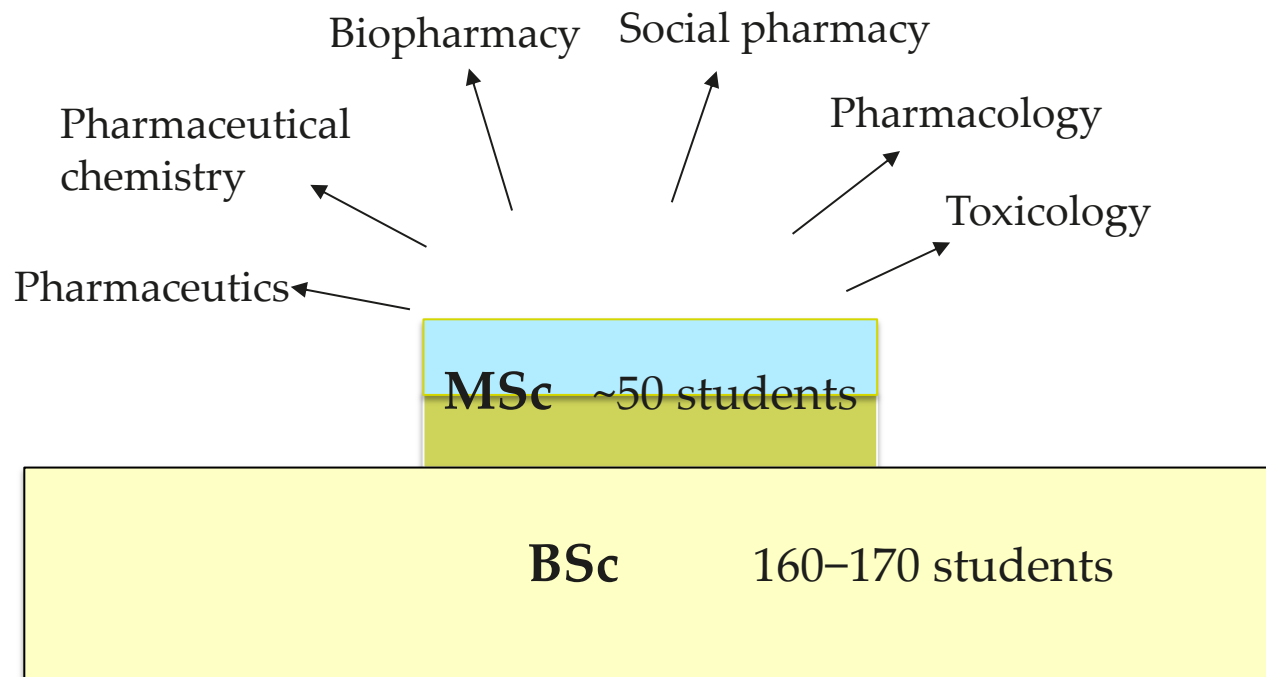 Biopharmacy
Social pharmacy
Pharmaceutical
chemistry
Pharmacology
Toxicology
Pharmaceutics
MSc ~50 students
BSc 160–170 students